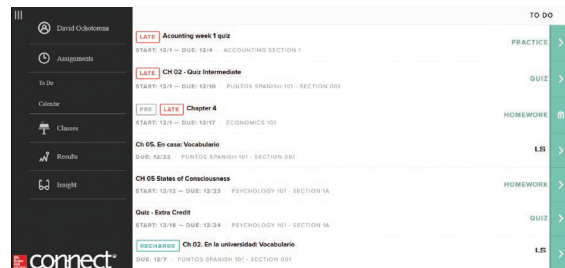 TO DO
David Ochotorena
Assignments
To Do
Calendar
Classes
Results
Insight
Mc Graw Hill connect®
LATE Acounting week 1 quiz
START: 12/1 — DUE: 12/4 · ACCOUNTING SECTION 1
PRACTICE
LATE CH 02 - Quiz Intermediate
START: 12/1 — DUE: 12/10 · PUNTOS SPANISH 101 - SECTION 001
QUIZ
PRE LATE Chapter 4
START: 12/1 — DUE: 12/17 · ECONOMICS 101
HOMEWORK
Ch 05. En casa: Vocabulario
DUE: 12/22 · PUNTOS SPANISH 101 - SECTION 001
LS
CH 05 States of Consciousness
START: 12/12 — DUE: 12/23 · PSYCHOLOGY 101 - SECTION 1A
HOMEWORK
Quiz - Extra Credit
START: 12/18 — DUE: 12/24 · PSYCHOLOGY 101 - SECTION 1A
QUIZ
RECHARGE Ch 02. En la universidad: Vocabulario
DUE: 12/7 · PUNTOS SPANISH 101 - SECTION 001
LS